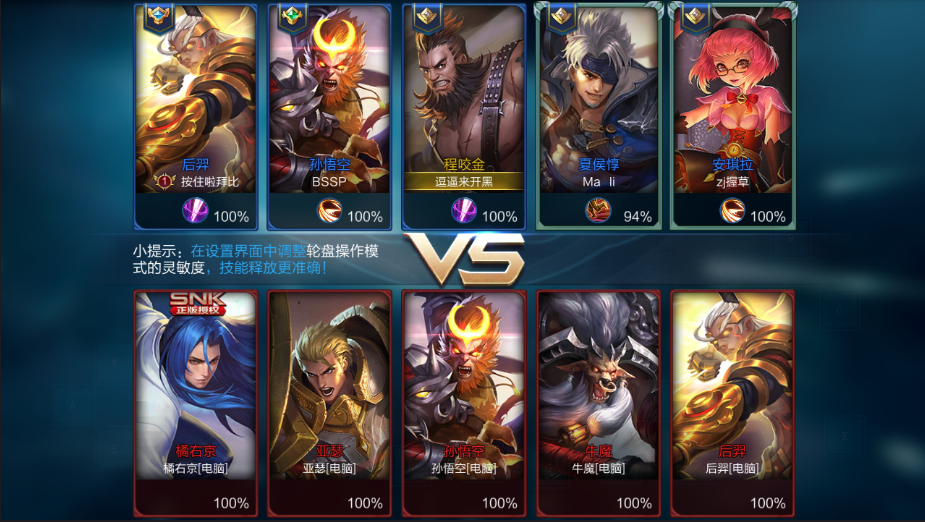 后羿
孙悟空
程咬金
夏侯惇
安琪拉
1 按住啦拜比
BSSP
逗逼来开黑
Ma li
zj握草
100%
100%
100%
94%
100%
小提示：在设置界面中调整轮盘操作模
式的灵敏度，技能释放更准确！
VS
SNK
正版授权
橘右京
亚瑟
孙悟空
牛魔
后羿
橘右京[电脑]
亚瑟[电脑]
孙悟空[电脑]
牛魔[电脑]
后羿[电脑]
100%
100%
100%
100%
100%